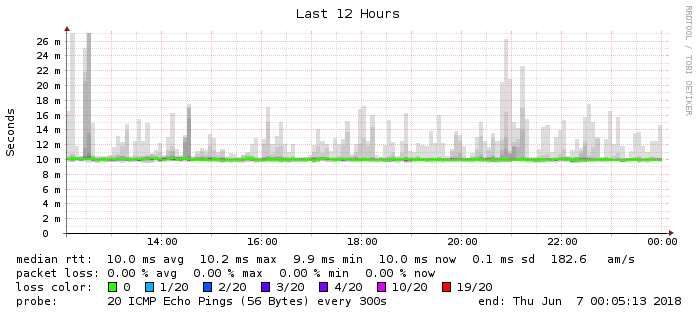 Last 12 Hours
RRDTOOL / TOBI OETIKER
Seconds
26 m
24 m
22 m
20 m
18 m
16 m
14 m
12 m
10 m
8 m
6 m
4 m
2 m
0
14:00 16:00 18:00 20:00 22:00 00:00
median rtt: 10.0 ms avg 10.2 ms max 9.9 ms min 10.0 ms now 0.1 ms sd 182.6 am/s
packet loss: 0.00 % avg 0.00 % max 0.00 % min 0.00 % now
loss color: 0 1/20 2/20 3/20 4/20 10/20 19/20
probe: 20 ICMP Echo Pings (56 Bytes) every 300s end: Thu Jun 7 00:05:13 2018